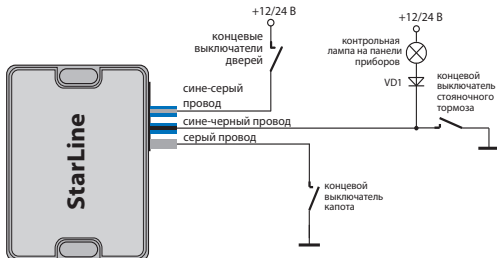 +12/24 В
концевые
выключатели
дверей
+12/24 В
контрольная
лампа на панели
приборов
VD1
концевой
выключатель
стояночного
тормоза
сине-серый
провод
сине-черный провод
серый провод
StarLine
концевой
выключатель
капота